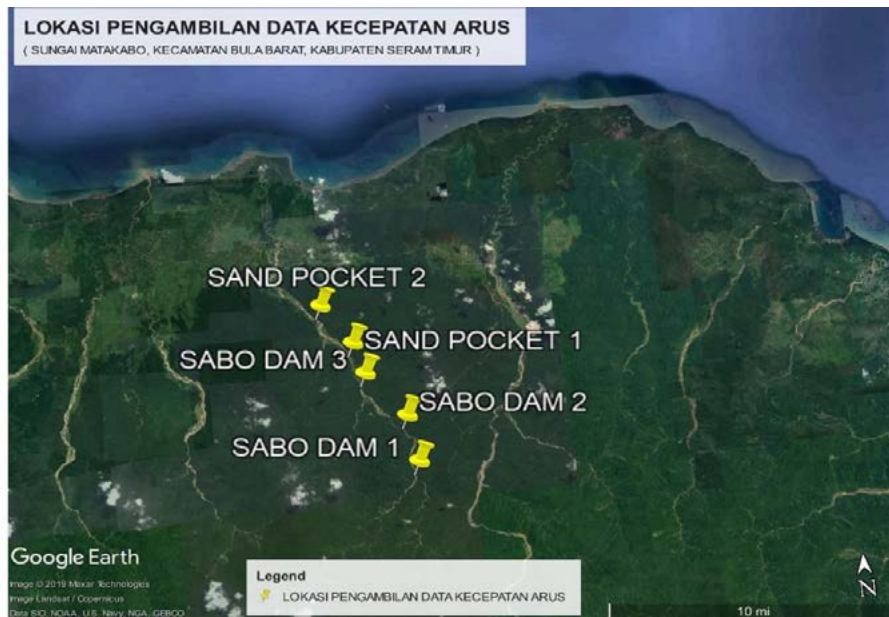 LOKASI PENGAMBILAN DATA KECEPATAN ARUS
( SUNGAI MATAKABO, KECAMATAN BULA BARAT, KABUPATEN SERAM TIMUR )
SAND POCKET 2
SAND POCKET 1
SABO DAM 3
SABO DAM 2
SABO DAM 1
Google Earth
Image © 2019 Maxar Technologies
Image Landsat / Copernicus
Data SIO, NOAA, U.S. Navy, NGA, GEBCO
Legend
LOKASI PENGAMBILAN DATA KECEPATAN ARUS
10 mi
N